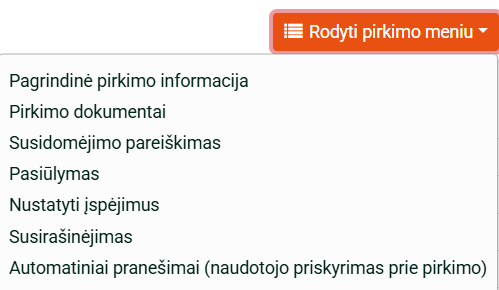 Rodyti pirkimo meniu
Pagrindinė pirkimo informacija
Pirkimo dokumentai
Susidomėjimo pareiškimas
Pasiūlymas
Nustatyti įspėjimus
Susirašinėjimas
Automatiniai pranešimai (naudotojo priskyrimas prie pirkimo)